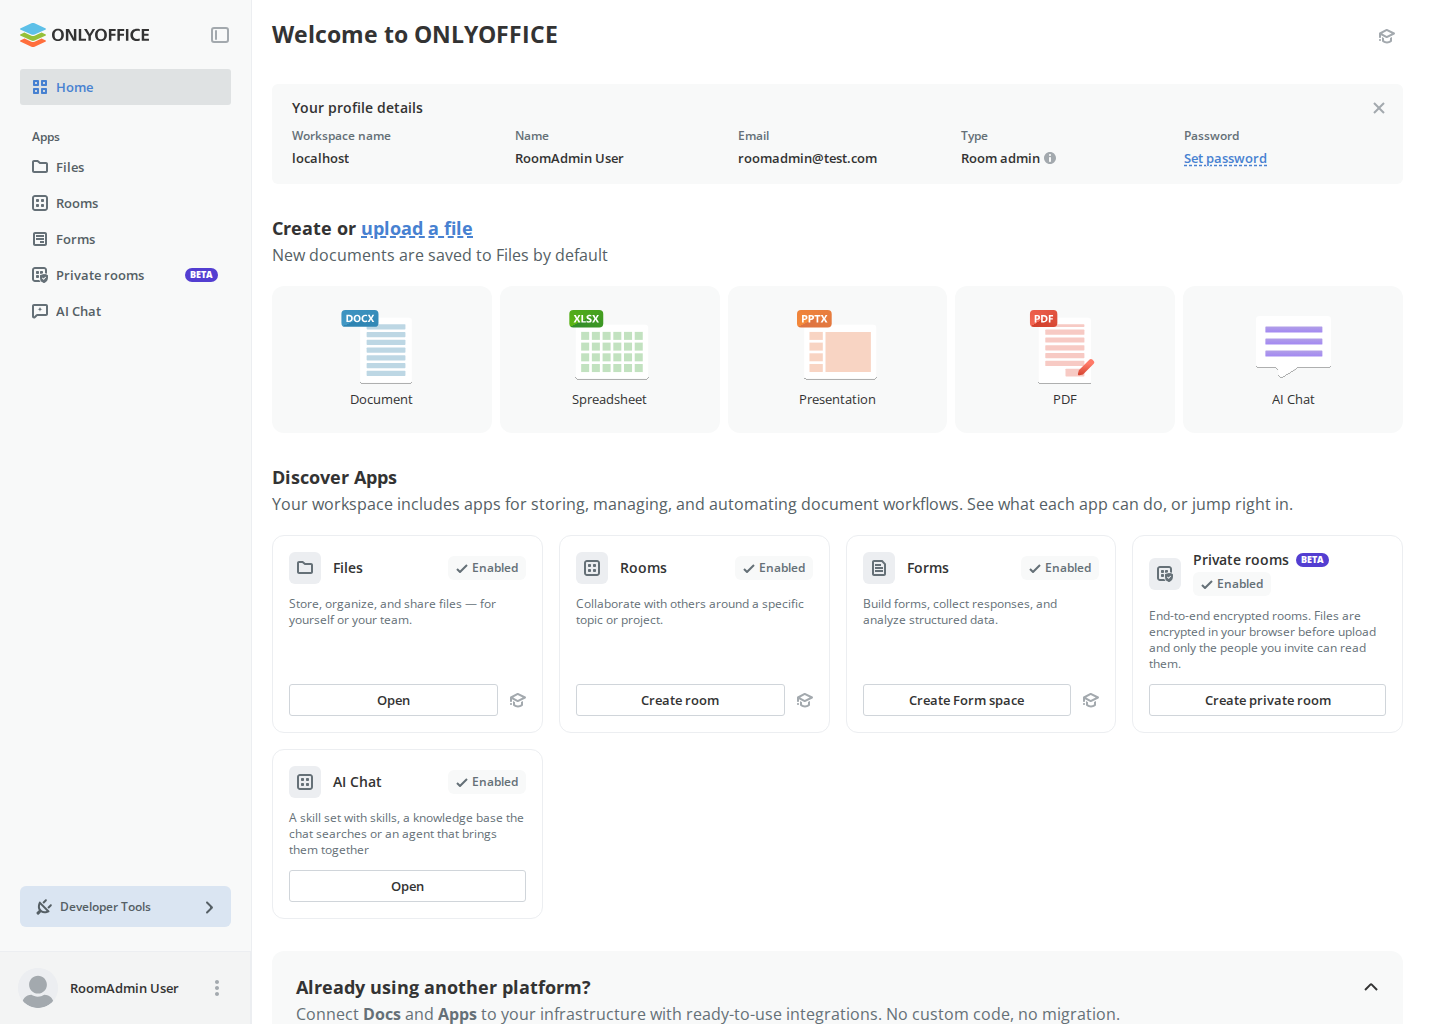 ONLYOFFICE
Home
Apps
Files
Rooms
Forms
Private rooms BETA
AI Chat
Developer Tools
RoomAdmin User
Welcome to ONLYOFFICE
Your profile details
Workspace name
localhost
Name
RoomAdmin User
Email
roomadmin@test.com
Type
Room admin
Password
Set password
Create or upload a file
New documents are saved to Files by default
DOCX
Document
XLSX
Spreadsheet
PPTX
Presentation
PDF
PDF
AI Chat
Discover Apps
Your workspace includes apps for storing, managing, and automating document workflows. See what each app can do, or jump right in.
Files
Enabled
Store, organize, and share files — for
yourself or your team.
Open
Rooms
Enabled
Collaborate with others around a specific
topic or project.
Create room
Forms
Enabled
Build forms, collect responses, and
analyze structured data.
Create Form space
Private rooms BETA
Enabled
End-to-end encrypted rooms. Files are
encrypted in your browser before upload
and only the people you invite can read
them.
Create private room
AI Chat
Enabled
A skill set with skills, a knowledge base the
chat searches or an agent that brings
them together
Open
Already using another platform?
Connect Docs and Apps to your infrastructure with ready-to-use integrations. No custom code, no migration.